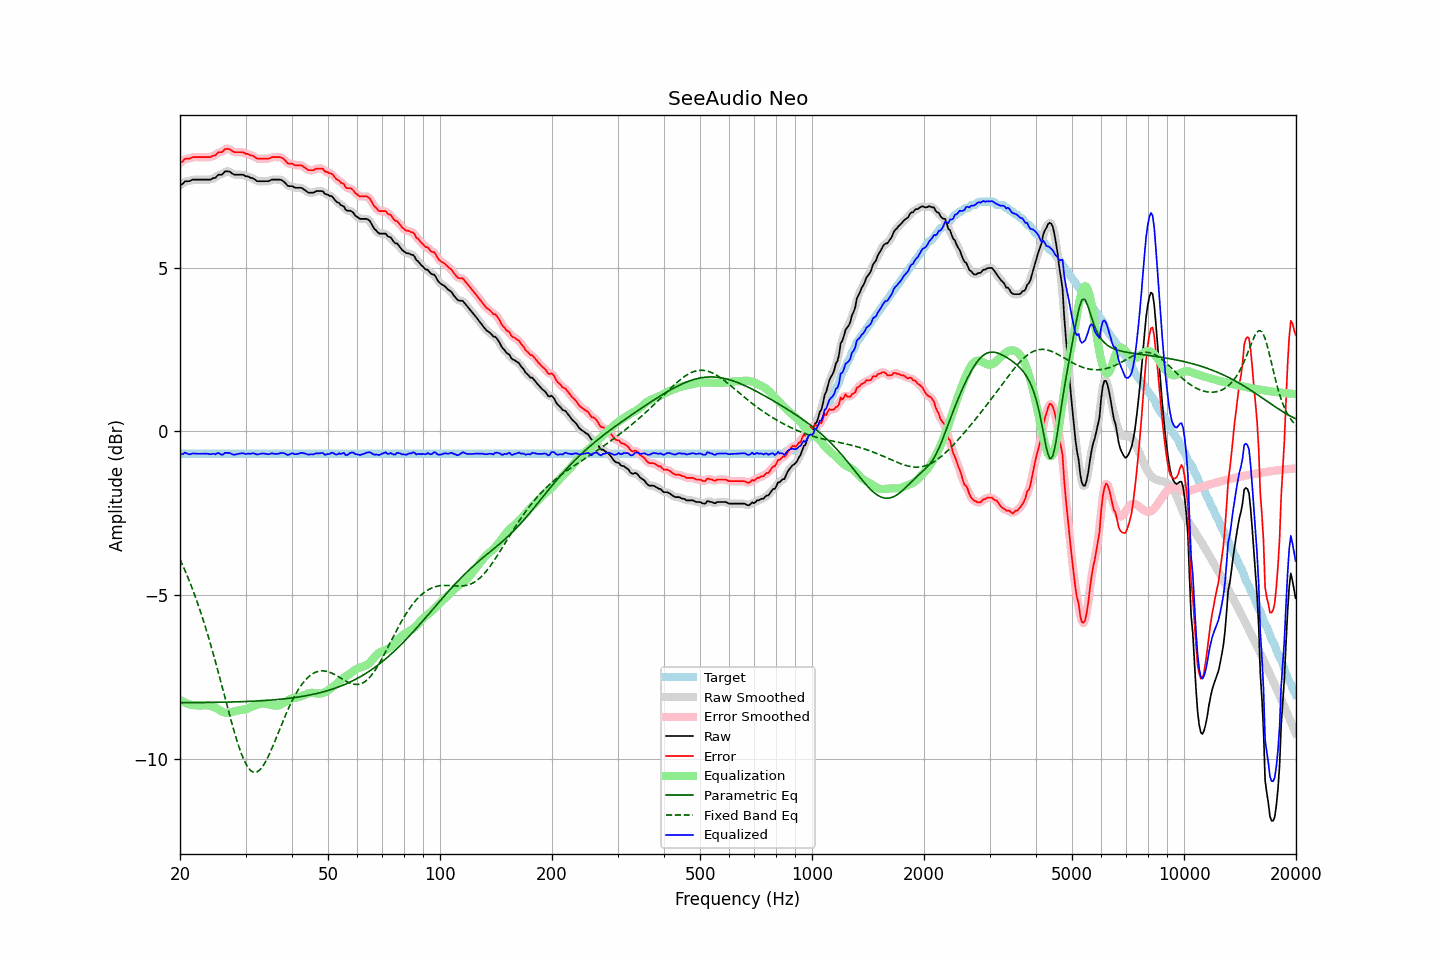 SeeAudio Neo
Amplitude (dBr)
5
0
−5
−10
Target
Raw Smoothed
Error Smoothed
Raw
Error
Equalization
Parametric Eq
Fixed Band Eq
Equalized
20 50 100 200 500 1000 2000 5000 10000 20000
Frequency (Hz)